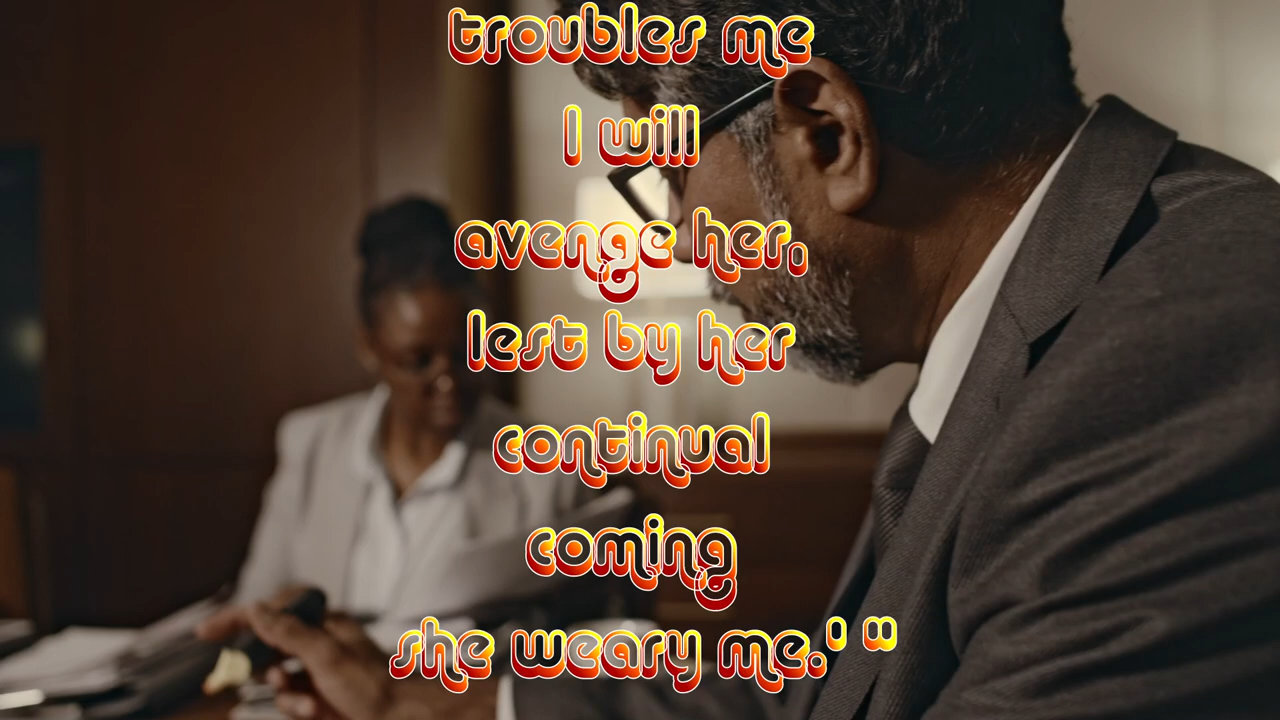 troubles me
I will
avenge her,
lest by her
continual
coming
she weary me.' "